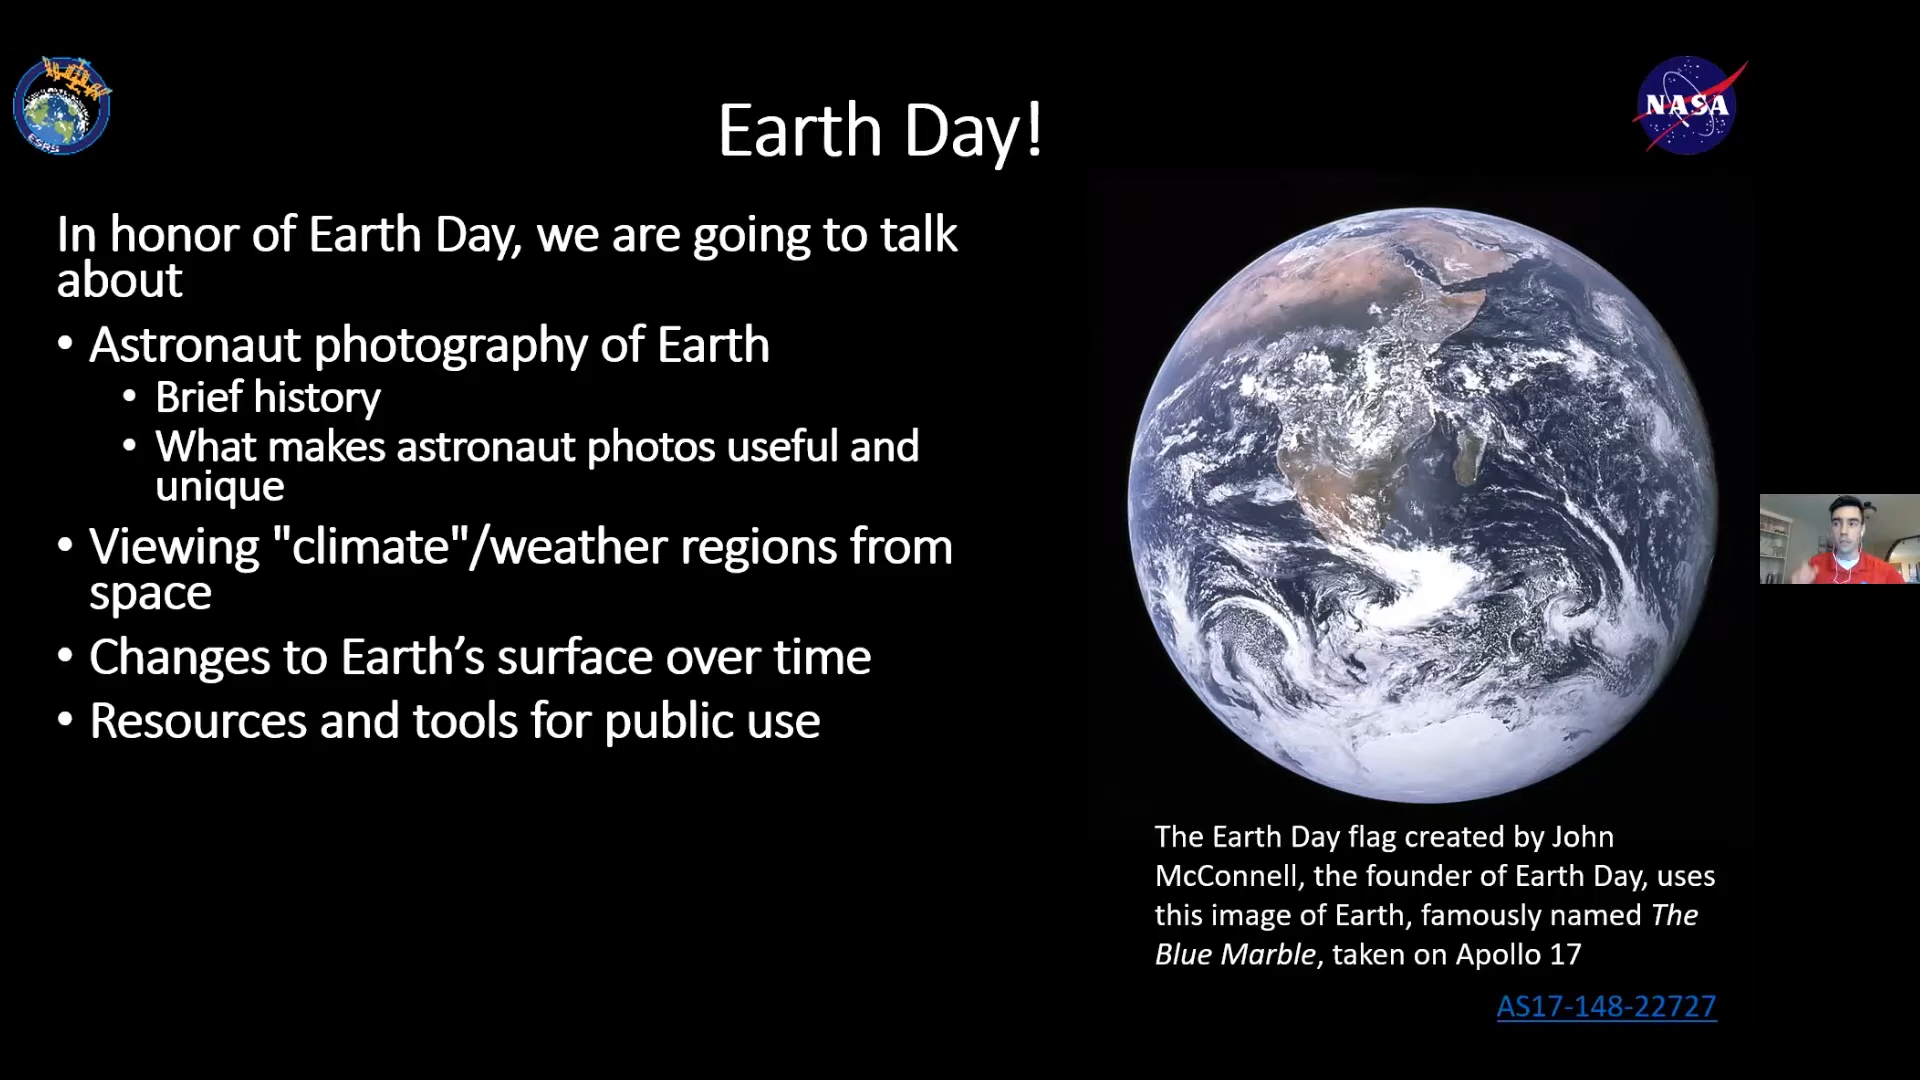 ESRS
NASA
Earth Day!
In honor of Earth Day, we are going to talk
about
• Astronaut photography of Earth
• Brief history
• What makes astronaut photos useful and
unique
• Viewing "climate"/weather regions from
space
• Changes to Earth’s surface over time
• Resources and tools for public use
The Earth Day flag created by John
McConnell, the founder of Earth Day, uses
this image of Earth, famously named The
Blue Marble, taken on Apollo 17
AS17-148-22727